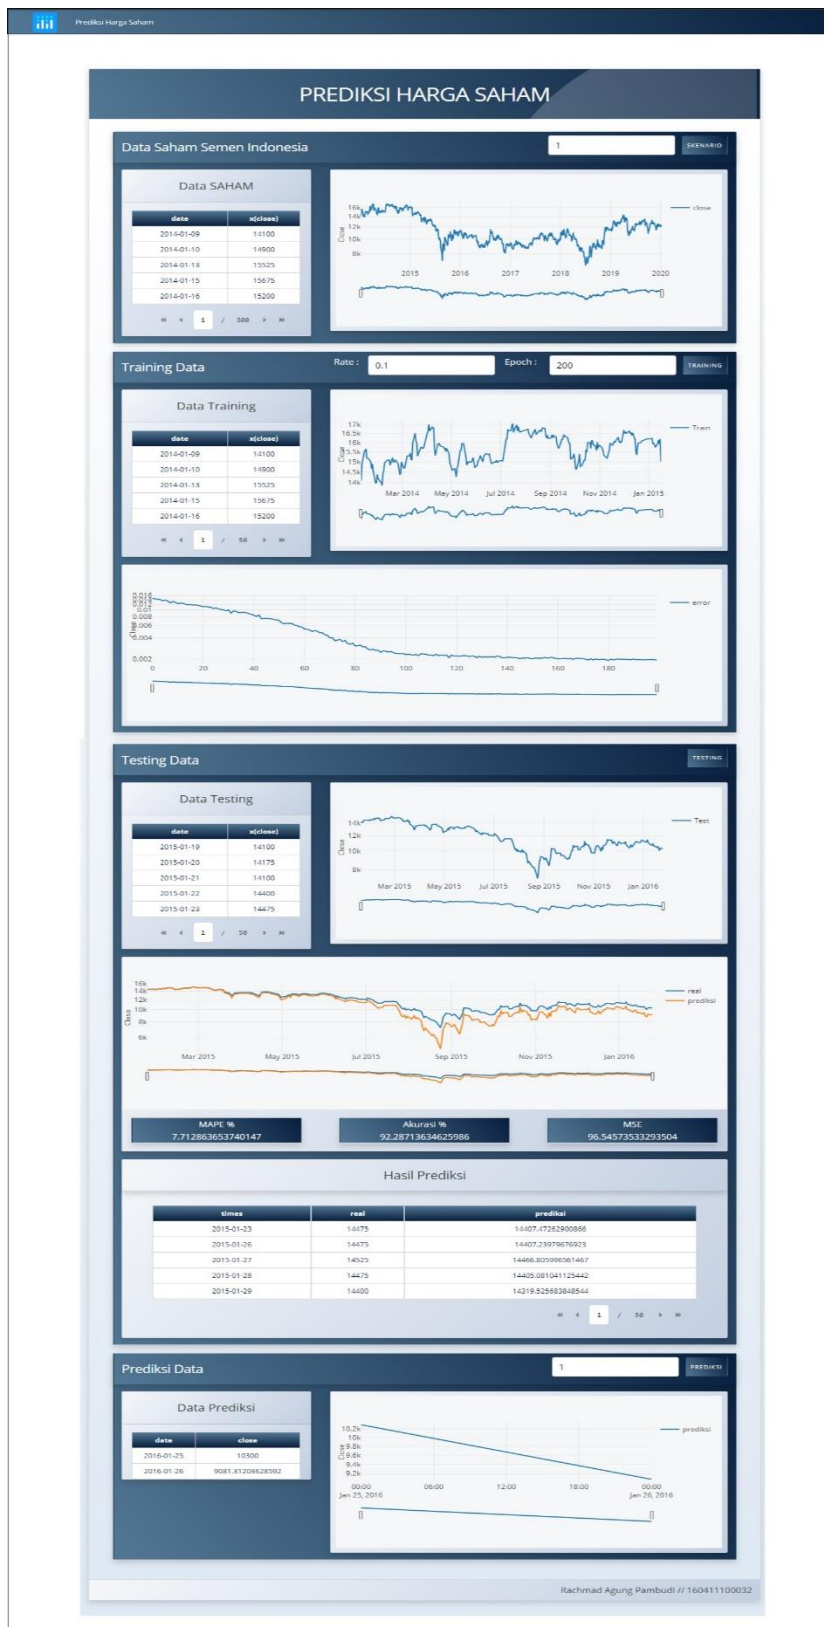 Prediksi Harga Saham
PREDIKSI HARGA SAHAM
Data Saham Semen Indonesia
1
SKENARIO
Data SAHAM
date x(close)
2014-01-09 14100
2014-01-10 14900
2014-01-13 15525
2014-01-15 15675
2014-01-16 15200
« < 1 / 300 > »
Close
16k
14k
12k
10k
8k
2015 2016 2017 2018 2019 2020
close
Training Data
Rate : 0.1
Epoch : 200
TRAINING
Data Training
date x(close)
2014-01-09 14100
2014-01-10 14900
2014-01-13 15525
2014-01-15 15675
2014-01-16 15200
« < 1 / 50 > »
Close
17k
16.5k
16k
15.5k
15k
14.5k
14k
Mar 2014 May 2014 Jul 2014 Sep 2014 Nov 2014 Jan 2015
Train
Close
0.016
0.012
0.01
0.008
0.006
0.004
0.002
0 20 40 60 80 100 120 140 160 180
error
Testing Data
TESTING
Data Testing
date x(close)
2015-01-19 14100
2015-01-20 14175
2015-01-21 14100
2015-01-22 14400
2015-01-23 14475
« < 1 / 50 > »
Close
14k
12k
10k
8k
Mar 2015 May 2015 Jul 2015 Sep 2015 Nov 2015 Jan 2016
Test
Close
16k
14k
12k
10k
8k
6k
Mar 2015 May 2015 Jul 2015 Sep 2015 Nov 2015 Jan 2016
real
prediksi
MAPE %
7.712863653740147
Akurasi %
92.28713634625986
MSE
96.54573533293504
Hasil Prediksi
times real prediksi
2015-01-23 14475 14407.47262900866
2015-01-26 14475 14407.23979676923
2015-01-27 14525 14466.805996561467
2015-01-28 14475 14405.081041125442
2015-01-29 14400 14319.525683848544
« < 1 / 50 > »
Prediksi Data
1
PREDIKSI
Data Prediksi
date close
2016-01-25 10300
2016-01-26 9081.81208628592
Close
10.2k
10k
9.8k
9.6k
9.4k
9.2k
00:00 06:00 12:00 18:00 00:00
Jan 25, 2016 Jan 26, 2016
prediksi
Rachmad Agung Pambudi // 160411100032